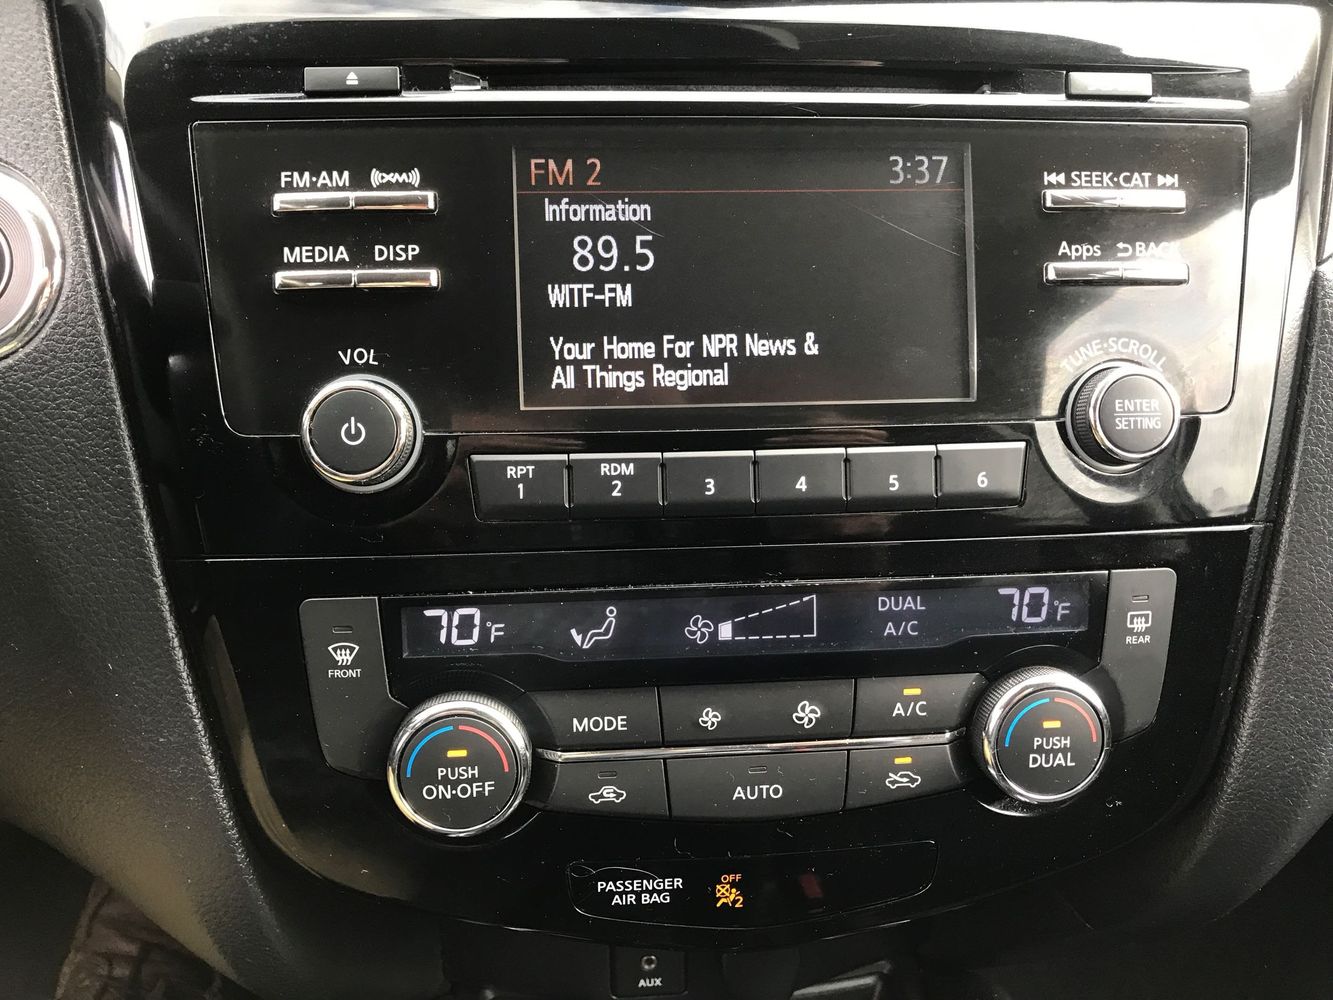 FM·AM XM
MEDIA DISP
VOL
FM 2 3:37
Information
89.5
WITF-FM
Your Home For NPR News &
All Things Regional
SEEK·CAT
Apps BACK
TUNE·SCROLL
ENTER
SETTING
RPT
1
RDM
2
3
4
5
6
70°F
DUAL
A/C
70°F
FRONT
REAR
MODE
A/C
PUSH
ON·OFF
AUTO
PUSH
DUAL
PASSENGER
AIR BAG
OFF
2
AUX